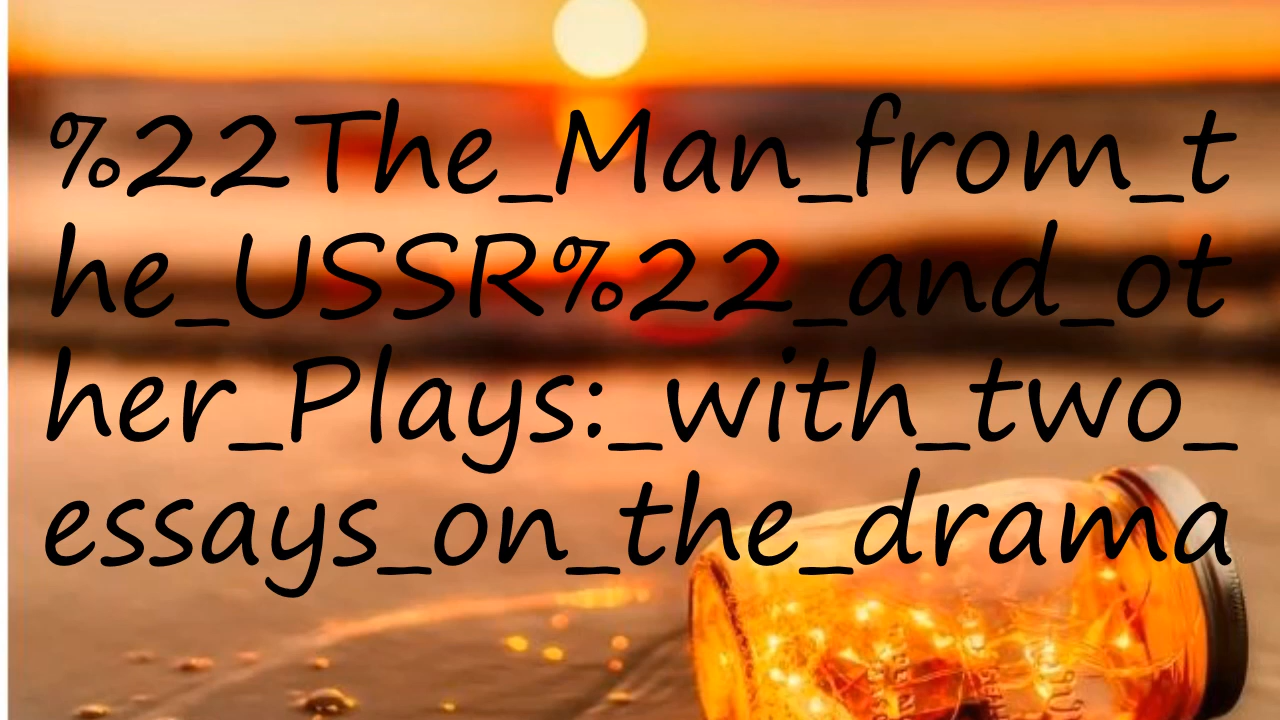 %22The_Man_from_t
he_USSR%22_and_ot
her_Plays:_with_two_
essays_on_the_drama